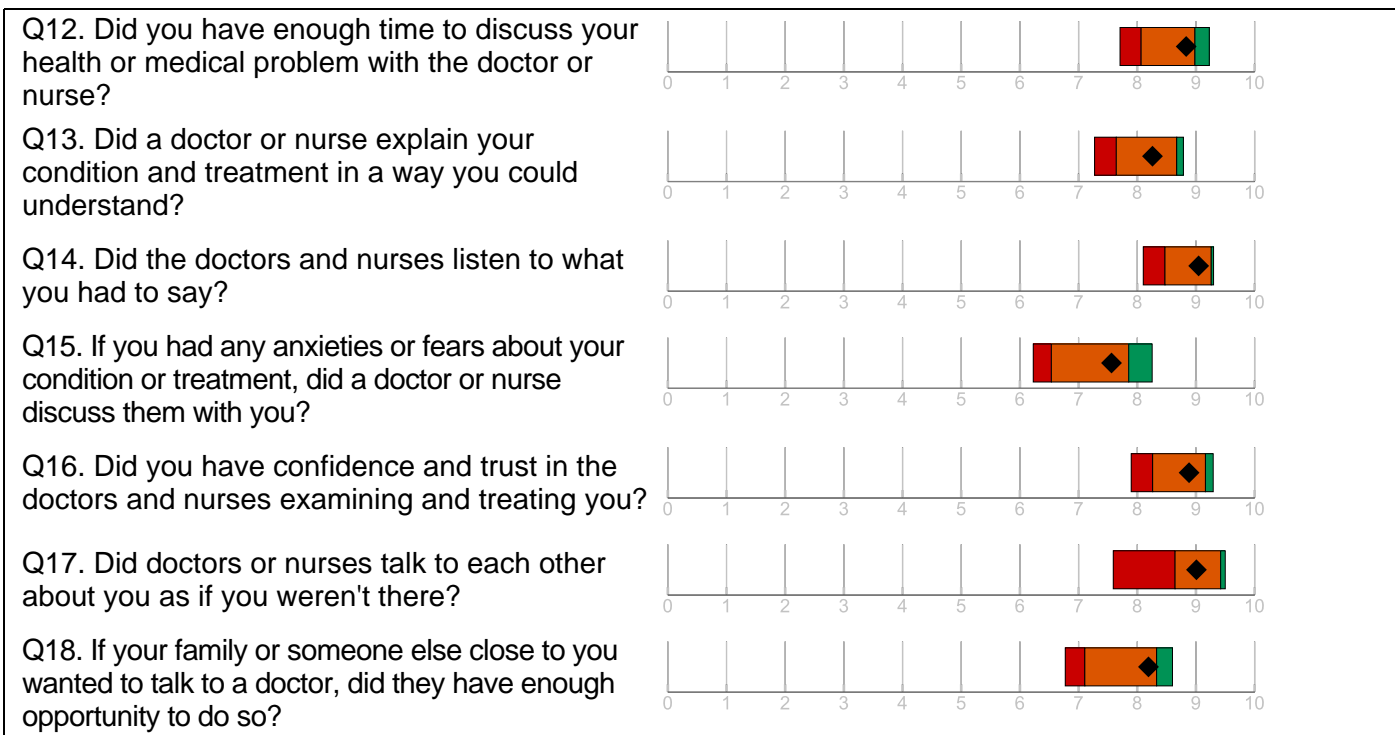 Q12. Did you have enough time to discuss your
health or medical problem with the doctor or
nurse?
0 1 2 3 4 5 6 7 8 9 10
Q13. Did a doctor or nurse explain your
condition and treatment in a way you could
understand?
0 1 2 3 4 5 6 7 8 9 10
Q14. Did the doctors and nurses listen to what
you had to say?
0 1 2 3 4 5 6 7 8 9 10
Q15. If you had any anxieties or fears about your
condition or treatment, did a doctor or nurse
discuss them with you?
0 1 2 3 4 5 6 7 8 9 10
Q16. Did you have confidence and trust in the
doctors and nurses examining and treating you?
0 1 2 3 4 5 6 7 8 9 10
Q17. Did doctors or nurses talk to each other
about you as if you weren't there?
0 1 2 3 4 5 6 7 8 9 10
Q18. If your family or someone else close to you
wanted to talk to a doctor, did they have enough
opportunity to do so?
0 1 2 3 4 5 6 7 8 9 10